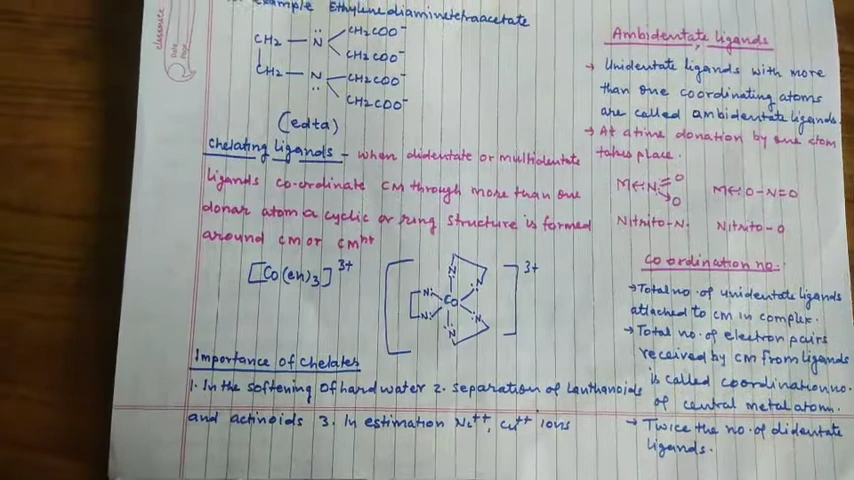 classmate
Date
Page
example Ethylenediaminetetraacetate
CH2 — N̈ CH2COO⁻
CH2COO⁻
CH2 — N̤ — CH2COO⁻
CH2COO⁻
(edta)
Chelating Ligands - when didentate or multidentate
ligands co-ordinate CM through more than one
donar atom a cyclic or ring structure is formed
around CM or CMⁿ⁺
[Co(en)3]³⁺
[ N N N N N N Co ]³⁺
Importance of chelates
1. In the softening of hard water 2. separation of Lanthanoids
and actinoids 3. In estimation Ni⁺⁺, Cu⁺⁺ ions
Ambidentate ligands
→ Unidentate ligands with more
than one coordinating atoms
are called ambidentate ligands.
→ At a time donation by one atom
takes place.
M←N=O →O M←O-N=O
Nitrito-N. Nitrito-O
Coordination no.
→ Total no. of unidentate ligands
attached to CM in complex.
→ Total no. of electron pairs
received by CM from ligands
is called coordination no.
of central metal atom.
→ Twice the no. of didentate
ligands.